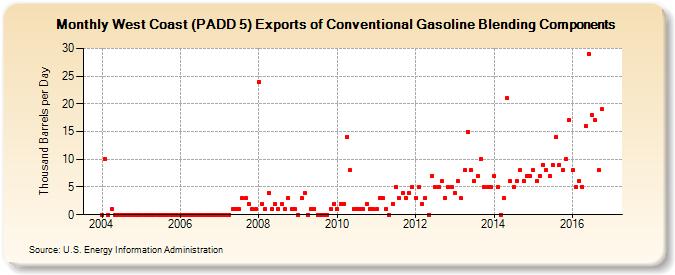 Monthly West Coast (PADD 5) Exports of Conventional Gasoline Blending Components
Thousand Barrels per Day
30
25
20
15
10
5
0
2004 2006 2008 2010 2012 2014 2016
Source: U.S. Energy Information Administration